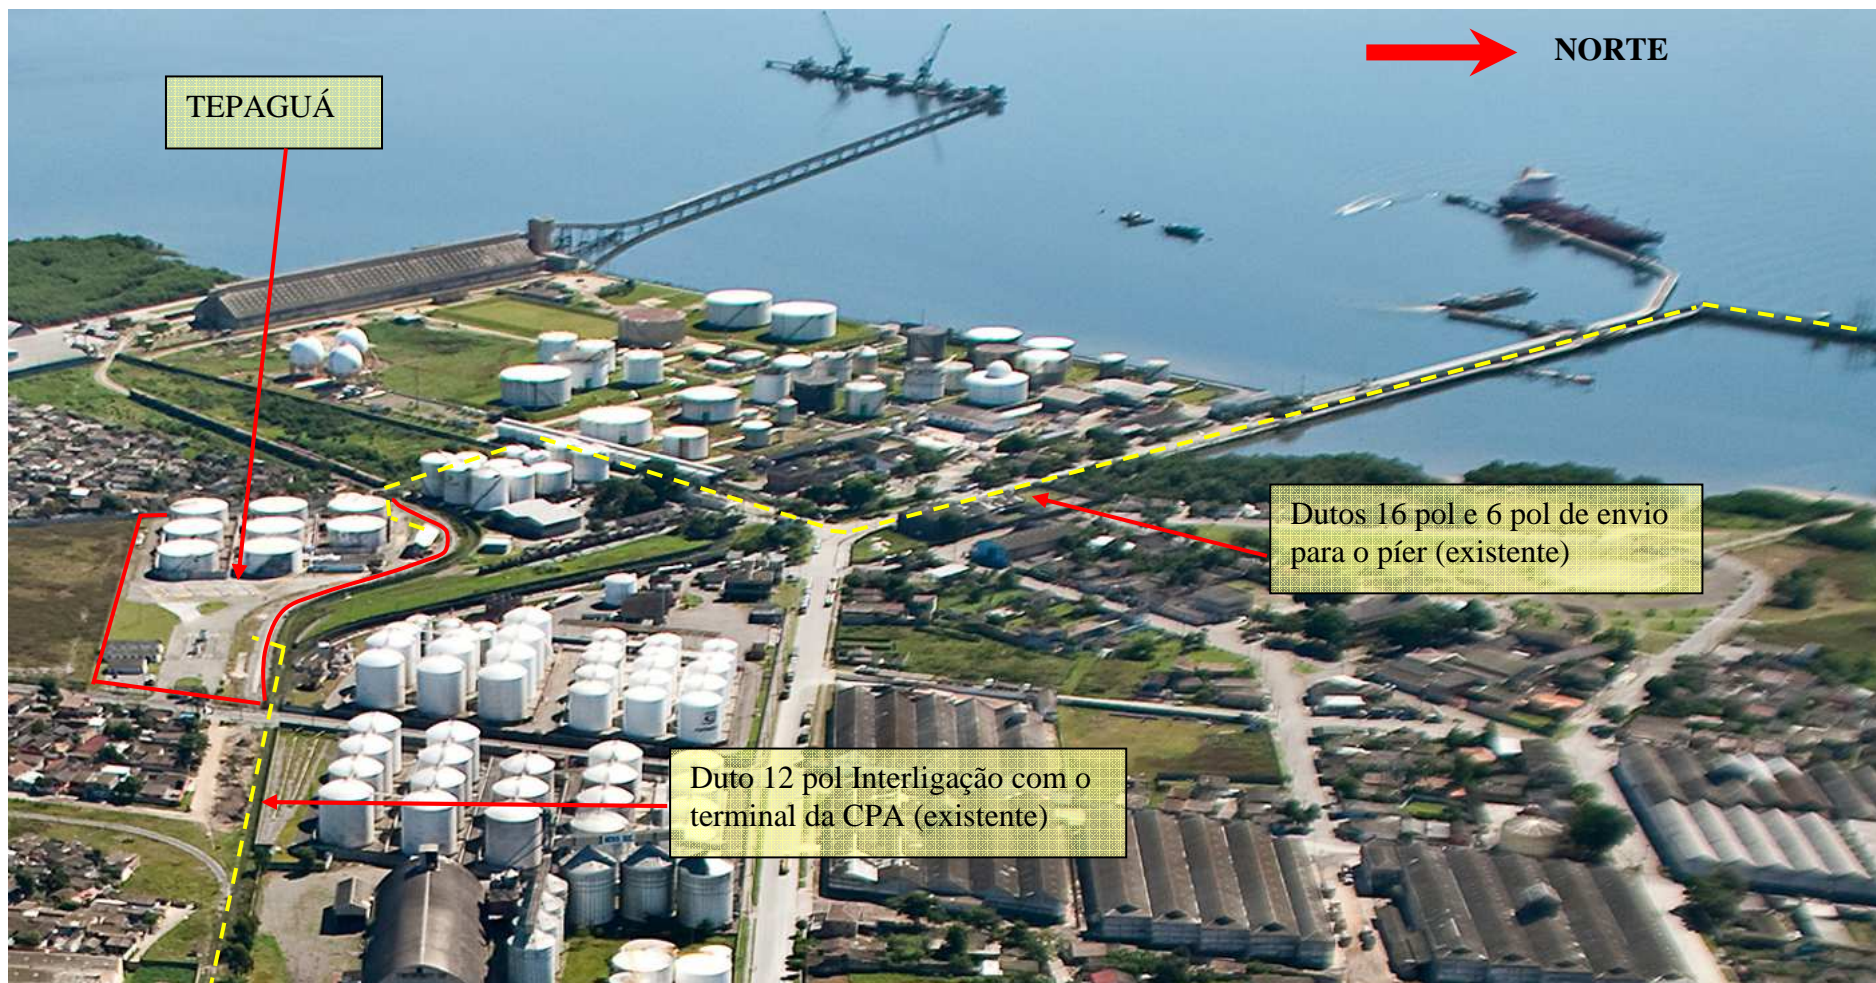 NORTE
TEPAGUÁ
Dutos 16 pol e 6 pol de envio
para o píer (existente)
Duto 12 pol Interligação com o
terminal da CPA (existente)